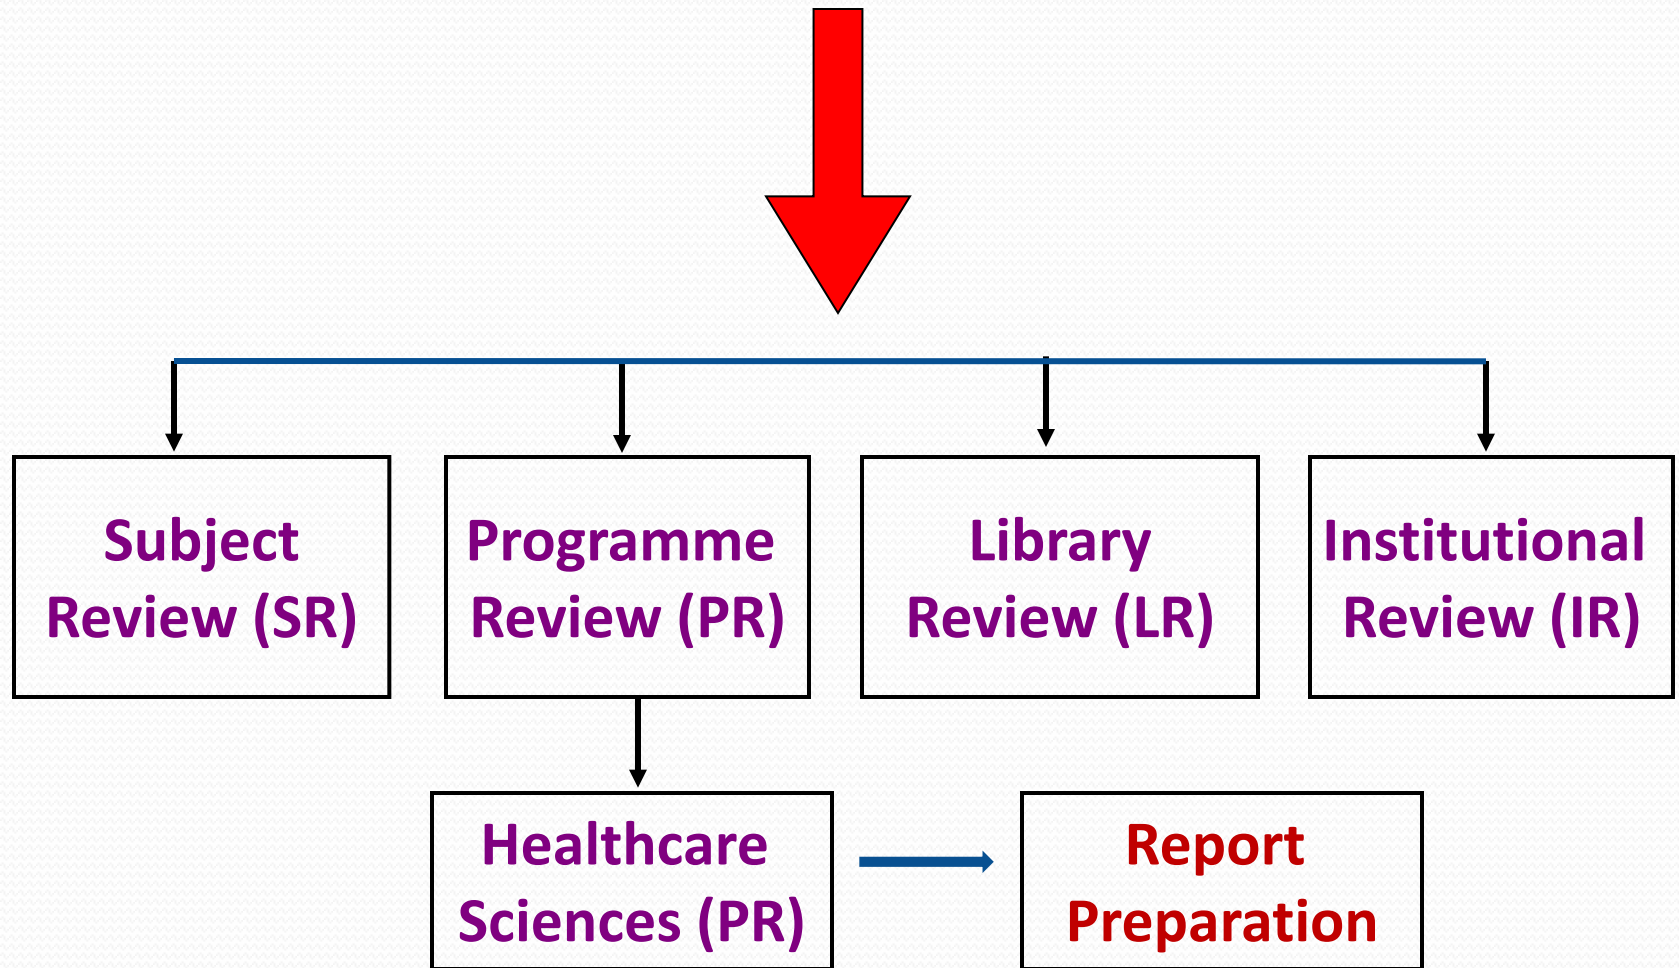 Subject
Review (SR)
Programme
Review (PR)
Library
Review (LR)
Institutional
Review (IR)
Healthcare
Sciences (PR)
Report
Preparation